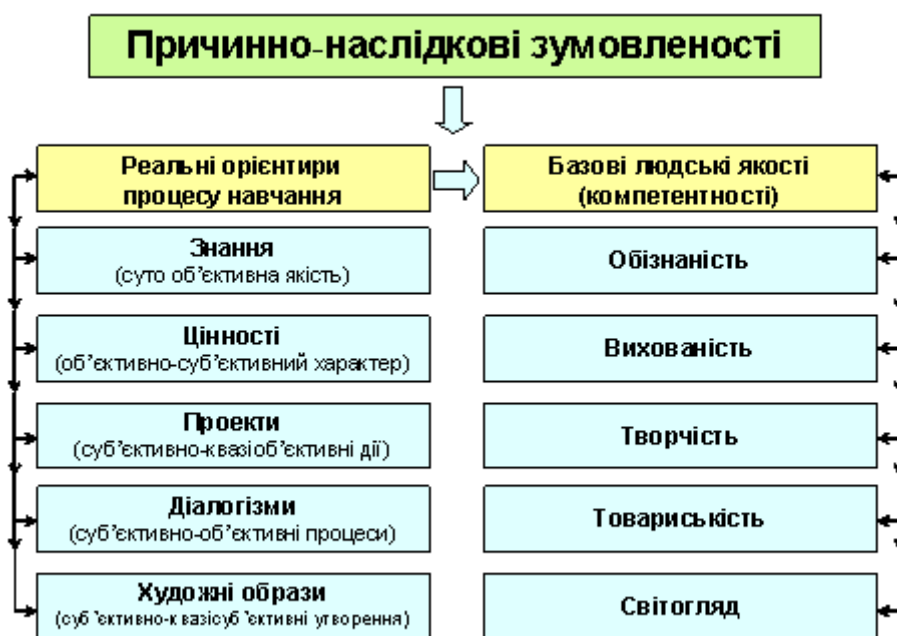 Причинно-наслідкові зумовленості
Реальні орієнтири
процесу навчання
Базові людські якості
(компетентності)
Знання
(суто об’єктивна якість)
Обізнаність
Цінності
(об’єктивно-суб’єктивний характер)
Вихованість
Проекти
(суб’єктивно-квазіоб’єктивні дії)
Творчість
Діалогізми
(суб’єктивно-об’єктивні процеси)
Товариськість
Художні образи
(суб’єктивно-квазісуб’єктивні утворення)
Світогляд